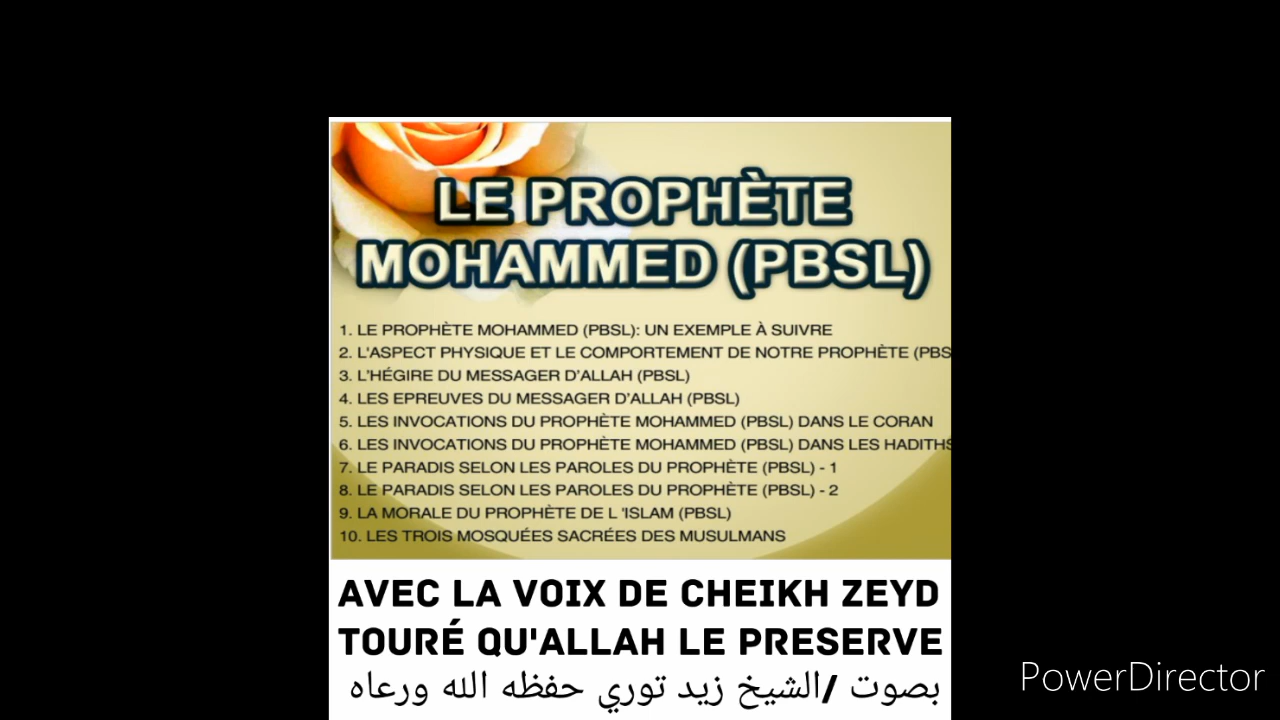 LE PROPHÈTE
MOHAMMED (PBSL)
1. LE PROPHÈTE MOHAMMED (PBSL): UN EXEMPLE À SUIVRE
2. L'ASPECT PHYSIQUE ET LE COMPORTEMENT DE NOTRE PROPHÈTE (PBS
3. L'HÉGIRE DU MESSAGER D'ALLAH (PBSL)
4. LES EPREUVES DU MESSAGER D'ALLAH (PBSL)
5. LES INVOCATIONS DU PROPHÈTE MOHAMMED (PBSL) DANS LE CORAN
6. LES INVOCATIONS DU PROPHÈTE MOHAMMED (PBSL) DANS LES HADITHS
7. LE PARADIS SELON LES PAROLES DU PROPHÈTE (PBSL) - 1
8. LE PARADIS SELON LES PAROLES DU PROPHÈTE (PBSL) - 2
9. LA MORALE DU PROPHÈTE DE L 'ISLAM (PBSL)
10. LES TROIS MOSQUÉES SACRÉES DES MUSULMANS
AVEC LA VOIX DE CHEIKH ZEYD
TOURÉ QU'ALLAH LE PRESERVE
بصوت /الشيخ زيد توري حفظه الله ورعاه
PowerDirector